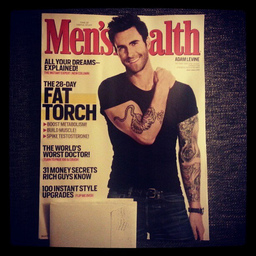 Men's Health
ADAM LEVINE
ALL YOUR DREAMS—
EXPLAINED!
THE 28-DAY
FAT
TORCH
BOOST METABOLISM!
BUILD MUSCLE!
SPIKE TESTOSTERONE!
THE WORLD'S
WORST DOCTOR!
31 MONEY SECRETS
RICH GUYS KNOW
100 INSTANT STYLE
UPGRADES